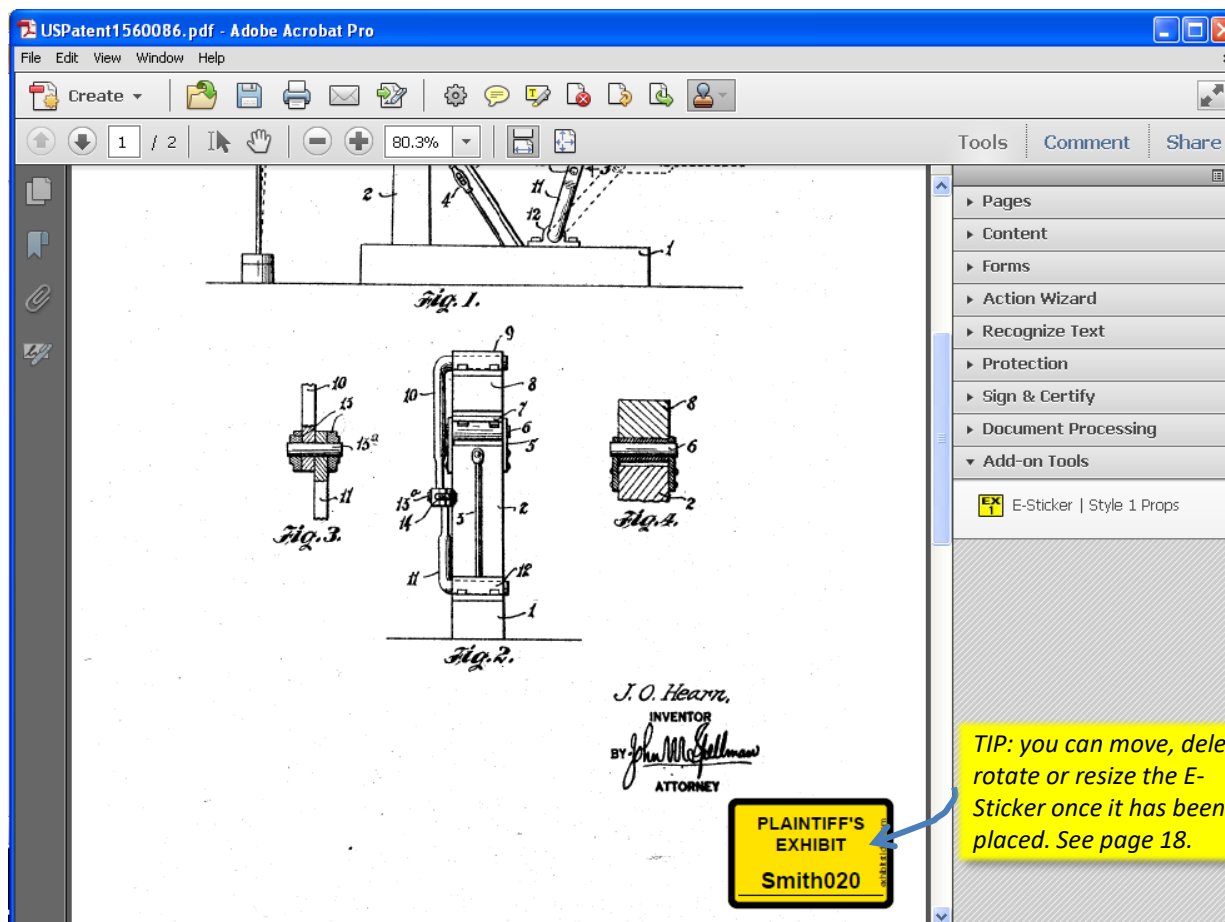 USPatent1560086.pdf - Adobe Acrobat Pro
File Edit View Window Help
Create
1 / 2
80.3%
Tools Comment Share
Pages
Content
Forms
Action Wizard
Recognize Text
Protection
Sign & Certify
Document Processing
Add-on Tools
EX 1 E-Sticker | Style 1 Props
2
4
11
12
1
Fig. 1.
10
15
15a
11
Fig. 3.
9
10
8
7
6
5
15a
14
3
2
11
12
1
Fig. 2.
8
6
2
Fig. 4.
J. O. Hearn,
INVENTOR
BY
ATTORNEY
PLAINTIFF'S
EXHIBIT
Smith020
TIP: you can move, dele
rotate or resize the E-
Sticker once it has been
placed. See page 18.